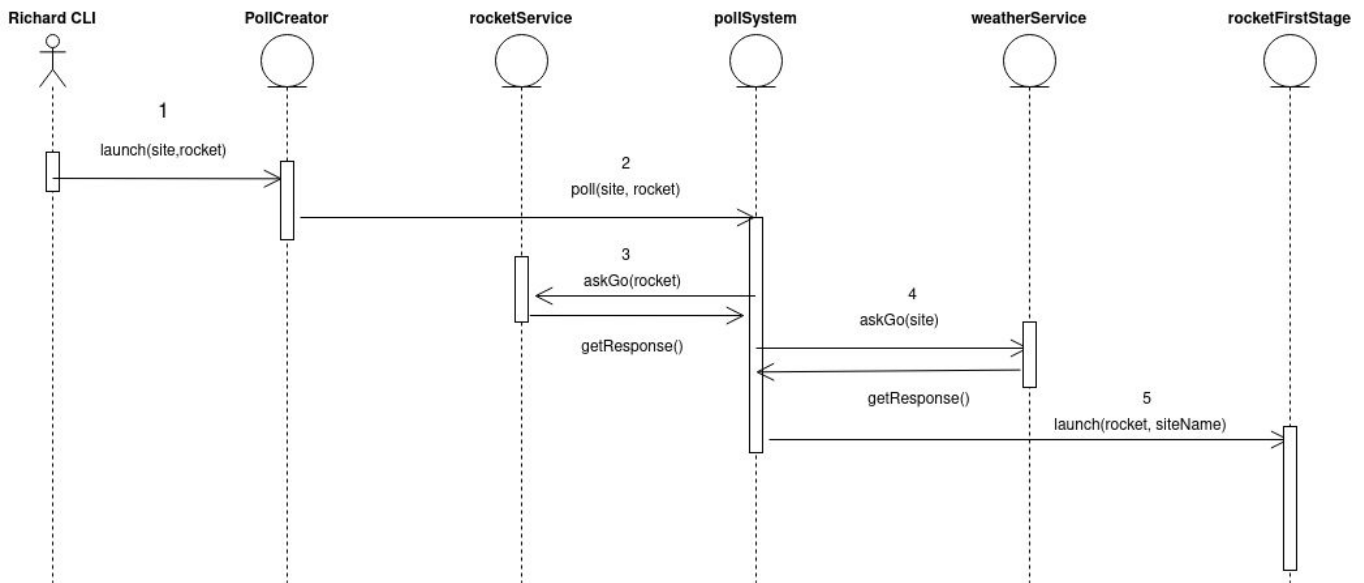 Richard CLI
PollCreator
rocketService
pollSystem
weatherService
rocketFirstStage
1
launch(site,rocket)
2
poll(site, rocket)
3
askGo(rocket)
4
askGo(site)
getResponse()
getResponse()
5
launch(rocket, siteName)